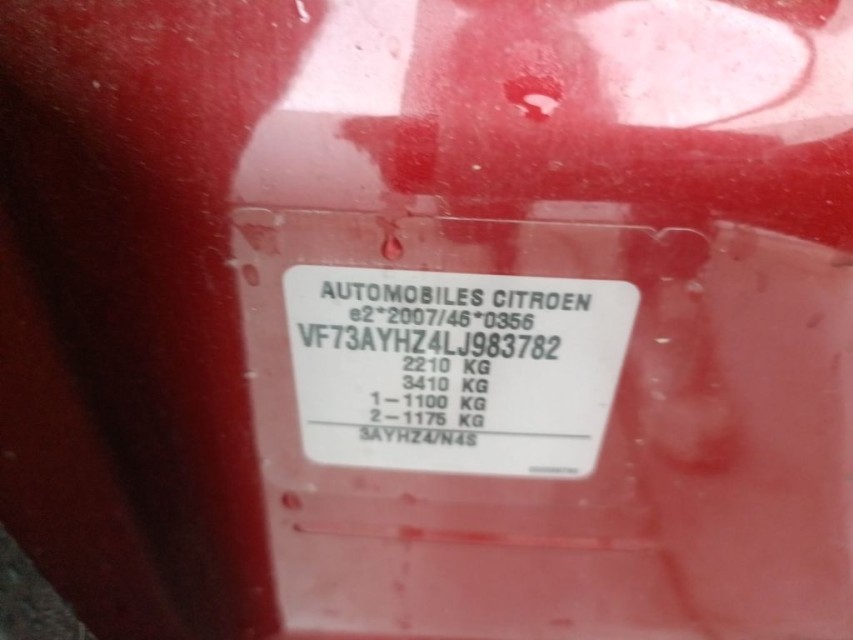 AUTOMOBILES CITROEN
e2*2007/46*0356
VF73AYHZ4LJ983782
2210 KG
3410 KG
1-1100 KG
2-1175 KG
3AYHZ4/N4S